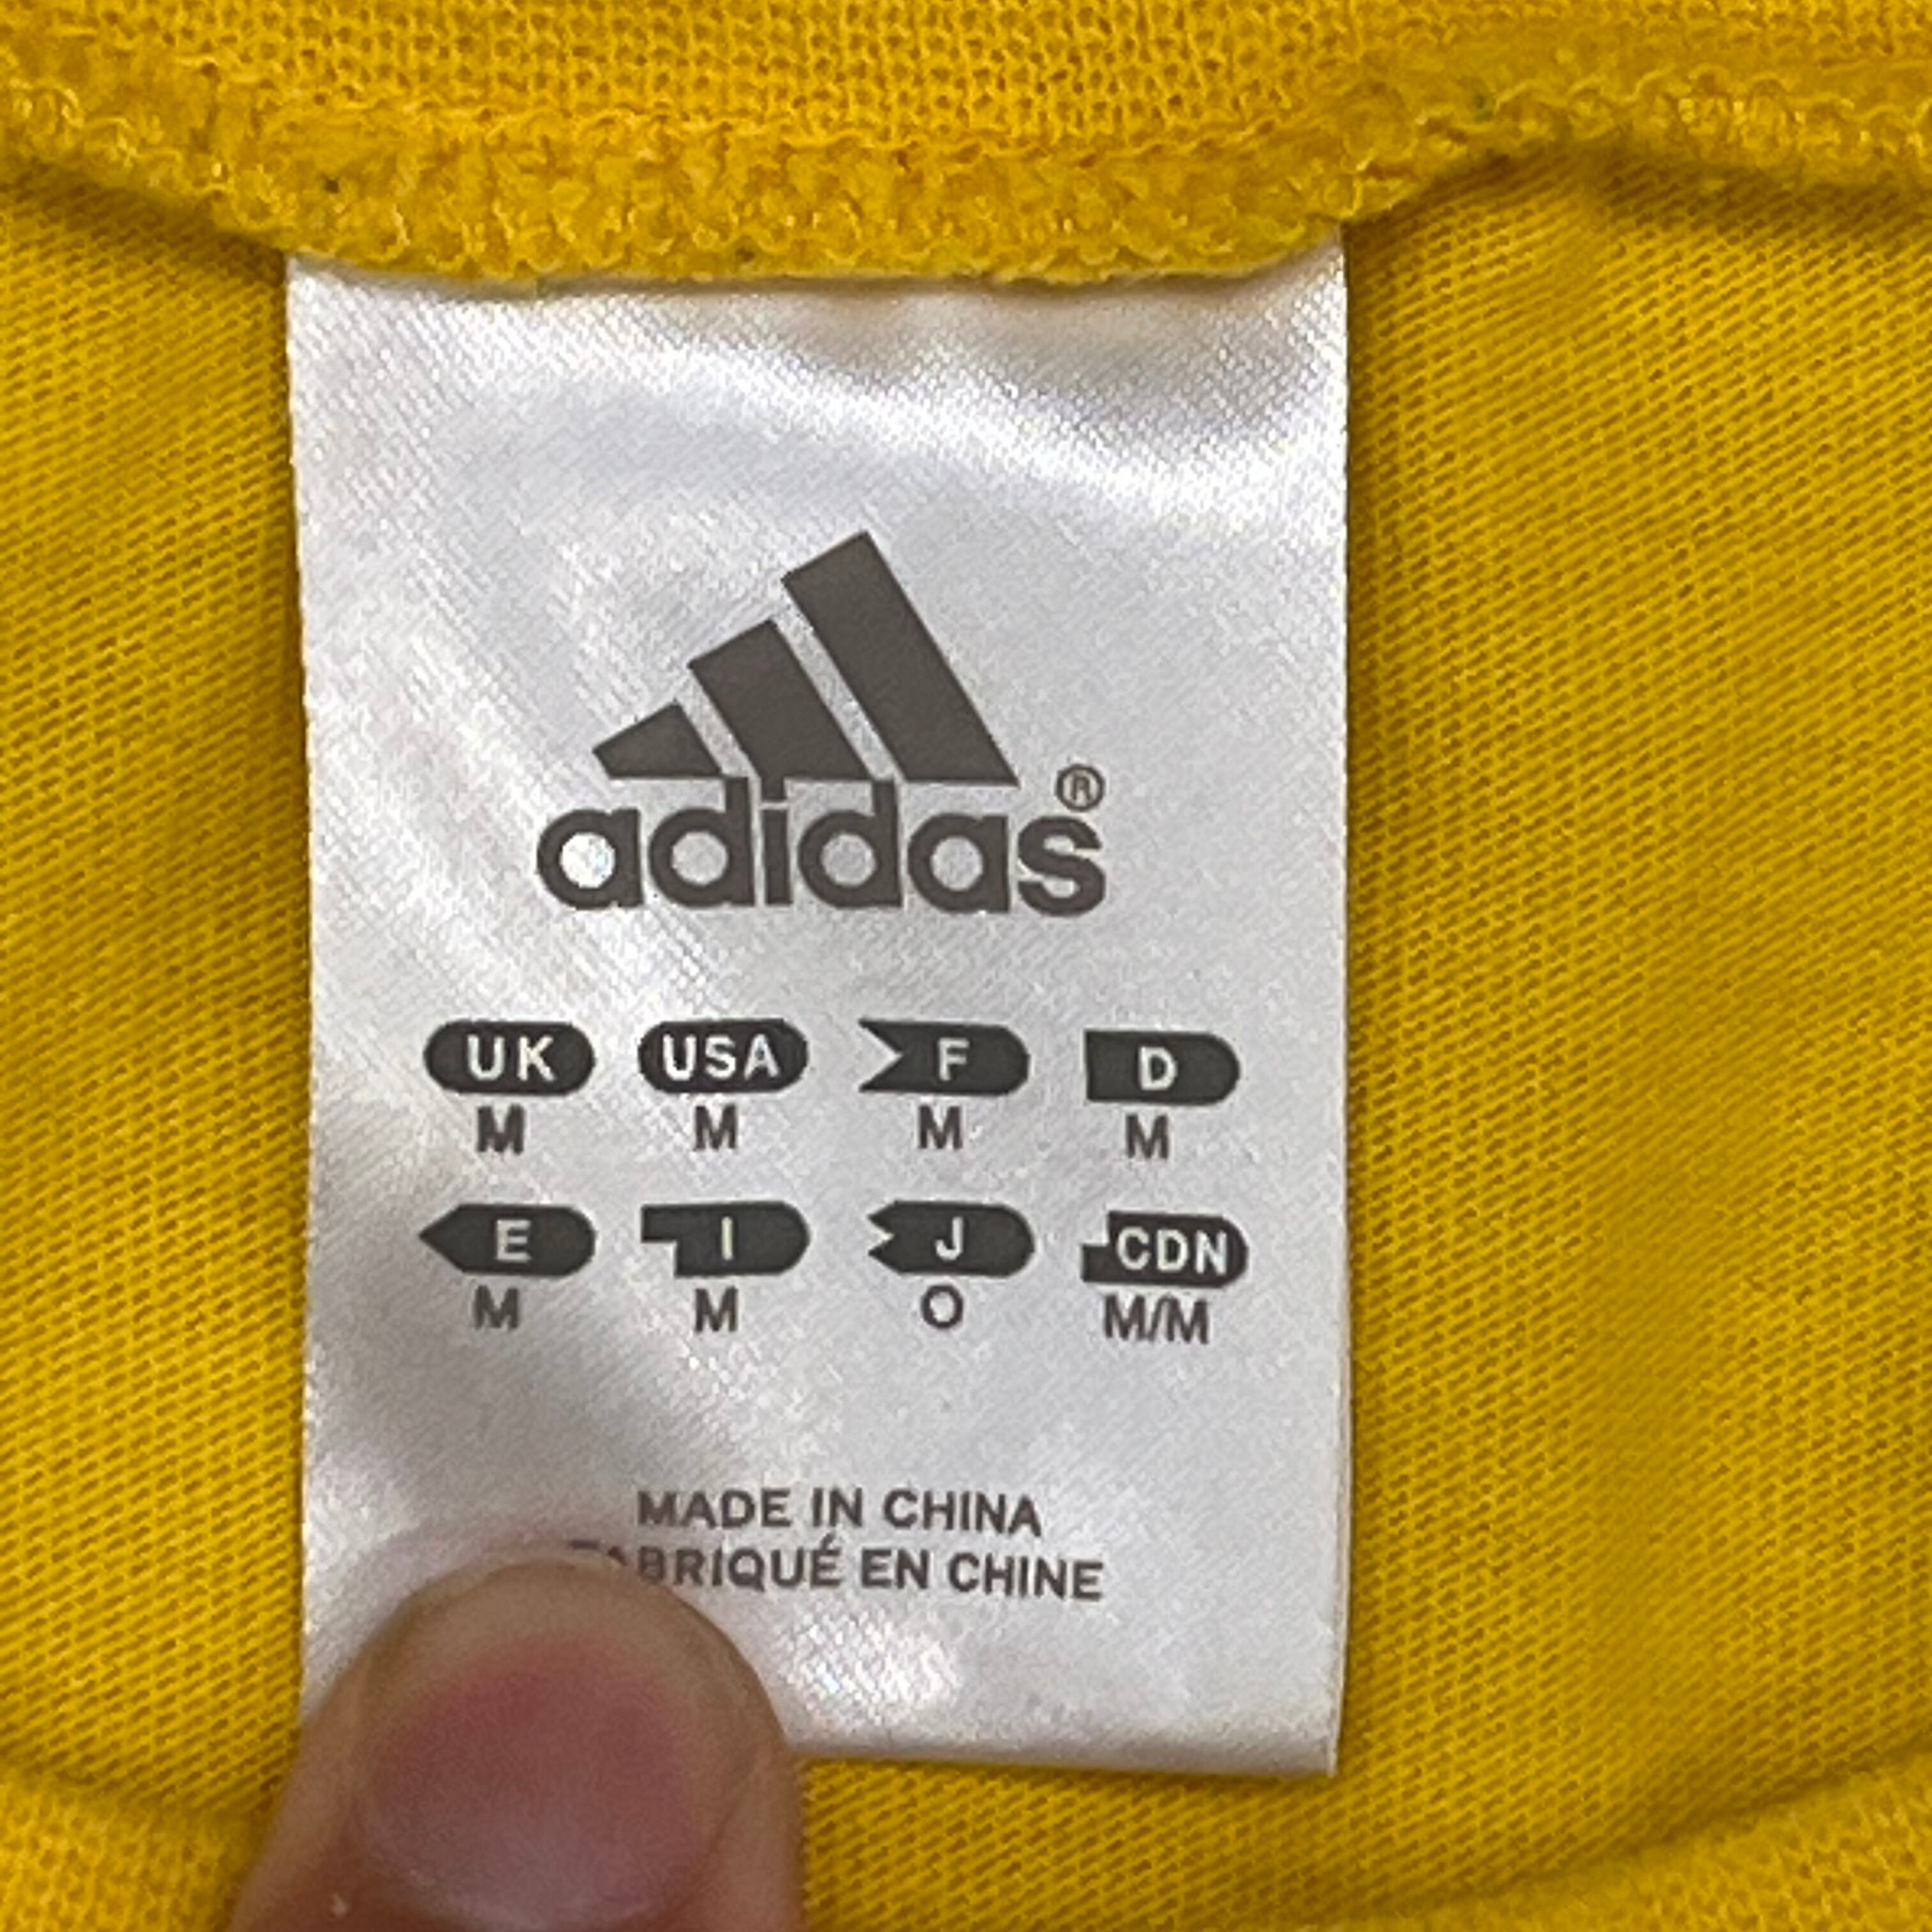 adidas®
UK USA F D
M M M M
E I J CDN
M M O M/M
MADE IN CHINA
FABRIQUÉ EN CHINE